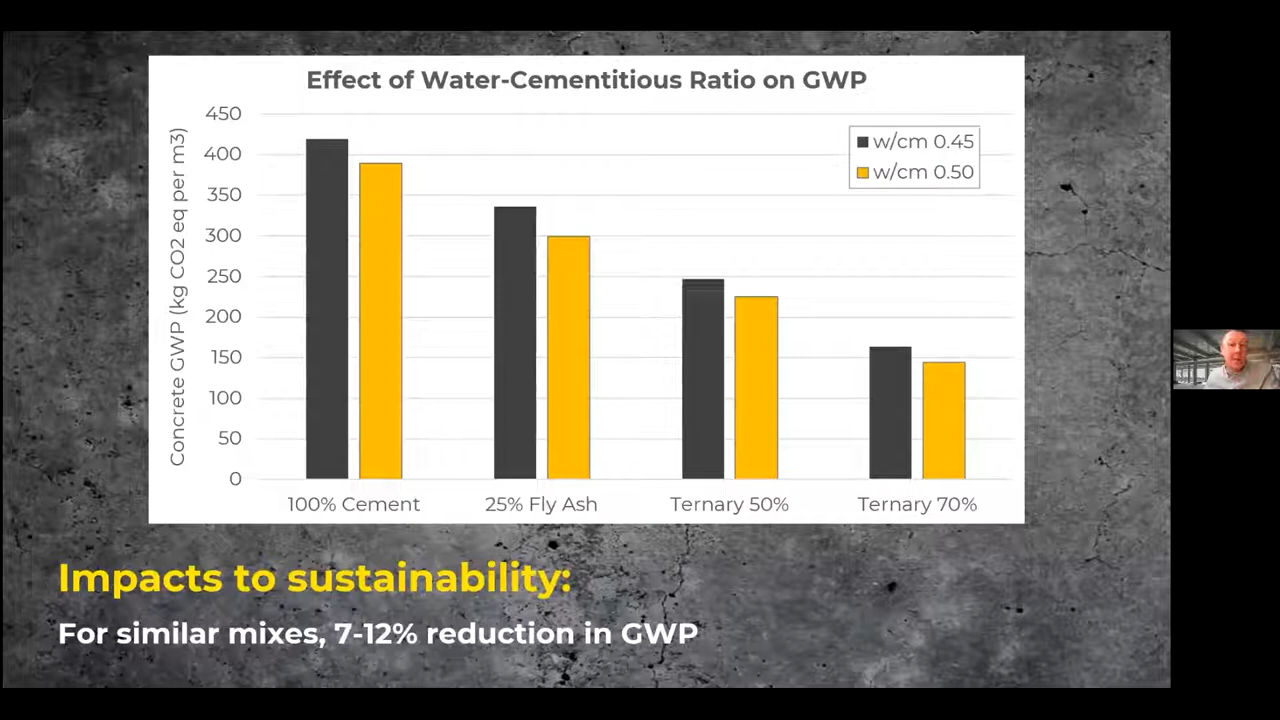 Effect of Water-Cementitious Ratio on GWP
Concrete GWP (kg CO2 eq per m3)
450
400
350
300
250
200
150
100
50
0
w/cm 0.45
w/cm 0.50
100% Cement
25% Fly Ash
Ternary 50%
Ternary 70%
Impacts to sustainability:
For similar mixes, 7-12% reduction in GWP